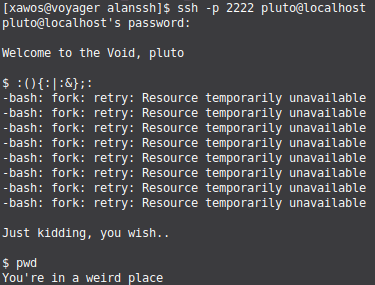 [xawos@voyager alanssh]$ ssh -p 2222 pluto@localhost
pluto@localhost's password:
Welcome to the Void, pluto
$ :(){:|:&};:
-bash: fork: retry: Resource temporarily unavailable
-bash: fork: retry: Resource temporarily unavailable
-bash: fork: retry: Resource temporarily unavailable
-bash: fork: retry: Resource temporarily unavailable
-bash: fork: retry: Resource temporarily unavailable
-bash: fork: retry: Resource temporarily unavailable
-bash: fork: retry: Resource temporarily unavailable
-bash: fork: retry: Resource temporarily unavailable
Just kidding, you wish..
$ pwd
You're in a weird place